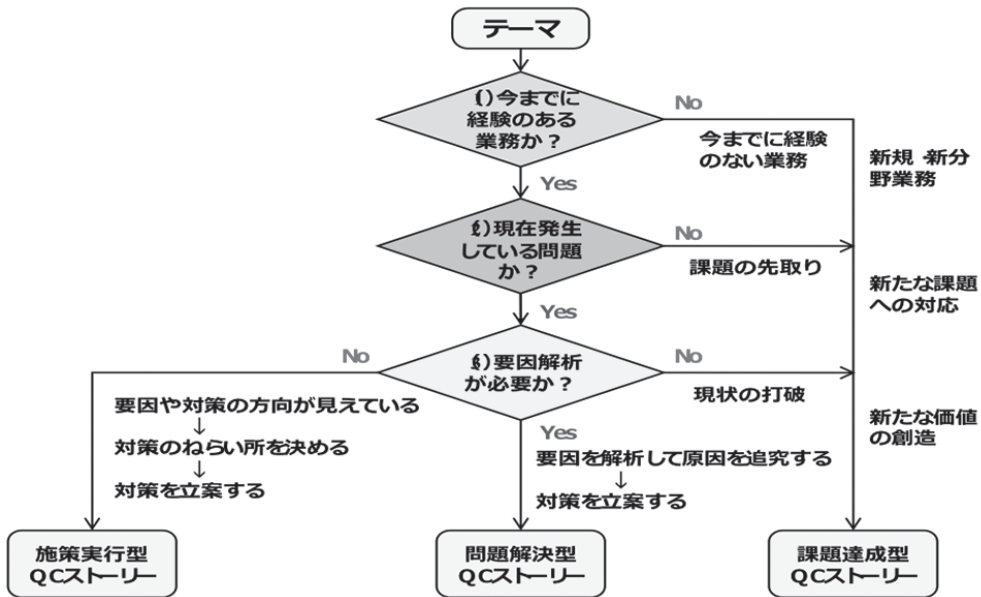 テーマ
(1)今までに
経験のある
業務か？
No
今までに経験
のない業務
新規・新分
野業務
Yes
(2)現在発生
している問題
か？
No
課題の先取り
新たな課題
への対応
Yes
(3)要因解析
が必要か？
No
No
現状の打破
要因や対策の方向が見えている
↓
対策のねらい所を決める
↓
対策を立案する
Yes
要因を解析して原因を追究する
↓
対策を立案する
新たな価値
の創造
施策実行型
QCストーリー
問題解決型
QCストーリー
課題達成型
QCストーリー